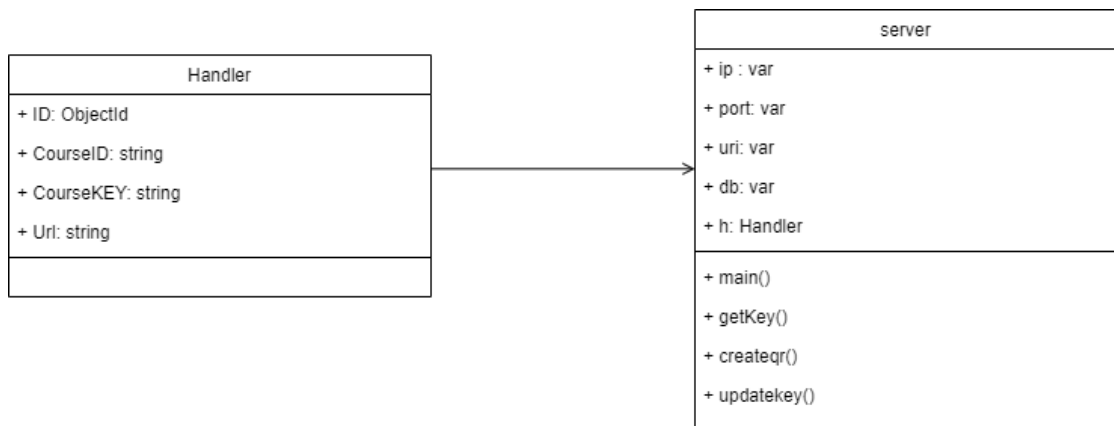 Handler
+ ID: ObjectId
+ CourseID: string
+ CourseKEY: string
+ Url: string
server
+ ip : var
+ port: var
+ uri: var
+ db: var
+ h: Handler
+ main()
+ getKey()
+ createqr()
+ updatekey()